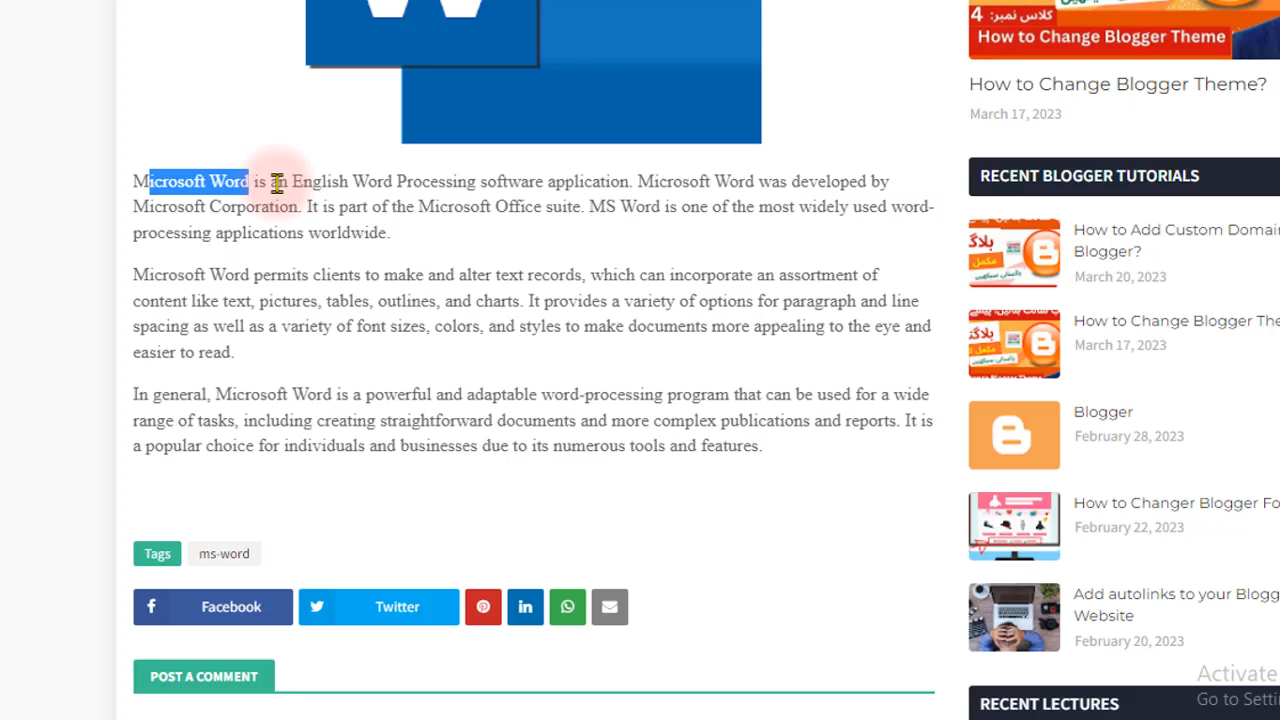 W
کلاس نمبر: 4
How to Change Blogger Theme
How to Change Blogger Theme?
March 17, 2023
Microsoft Word is an English Word Processing software application. Microsoft Word was developed by
Microsoft Corporation. It is part of the Microsoft Office suite. MS Word is one of the most widely used word-
processing applications worldwide.
Microsoft Word permits clients to make and alter text records, which can incorporate an assortment of
content like text, pictures, tables, outlines, and charts. It provides a variety of options for paragraph and line
spacing as well as a variety of font sizes, colors, and styles to make documents more appealing to the eye and
easier to read.
In general, Microsoft Word is a powerful and adaptable word-processing program that can be used for a wide
range of tasks, including creating straightforward documents and more complex publications and reports. It is
a popular choice for individuals and businesses due to its numerous tools and features.
Tags
ms-word
Facebook
Twitter
POST A COMMENT
RECENT BLOGGER TUTORIALS
بلاگر
مکمل
How to Add Custom Domai
Blogger?
March 20, 2023
بلاگر
مکمل
How to Change Blogger The
March 17, 2023
Blogger
February 28, 2023
How to Changer Blogger Fo
February 22, 2023
Add autolinks to your Blogg
Website
February 20, 2023
Activate
Go to Setti
RECENT LECTURES